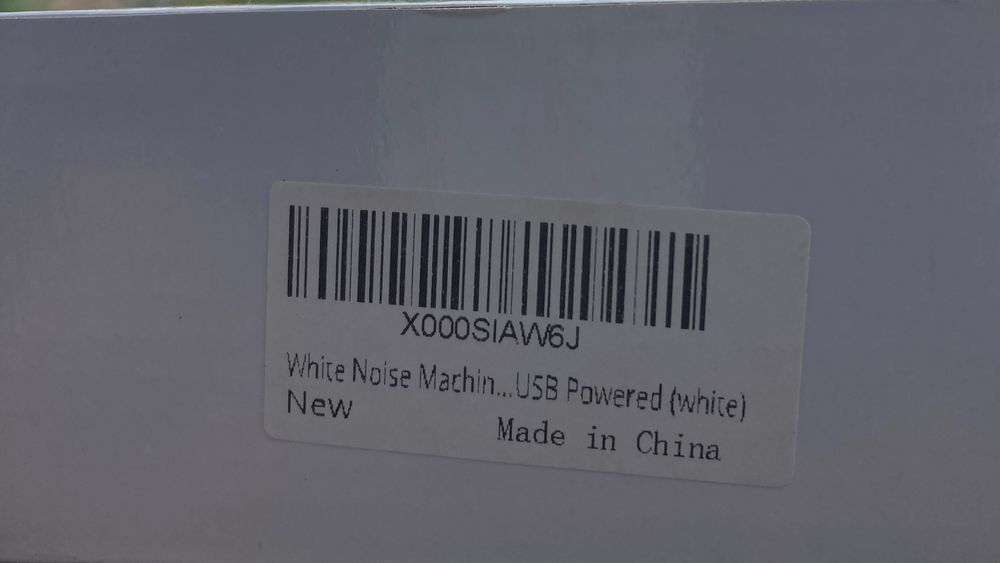 X000SIAW6J
White Noise Machin...USB Powered (white)
New
Made in China